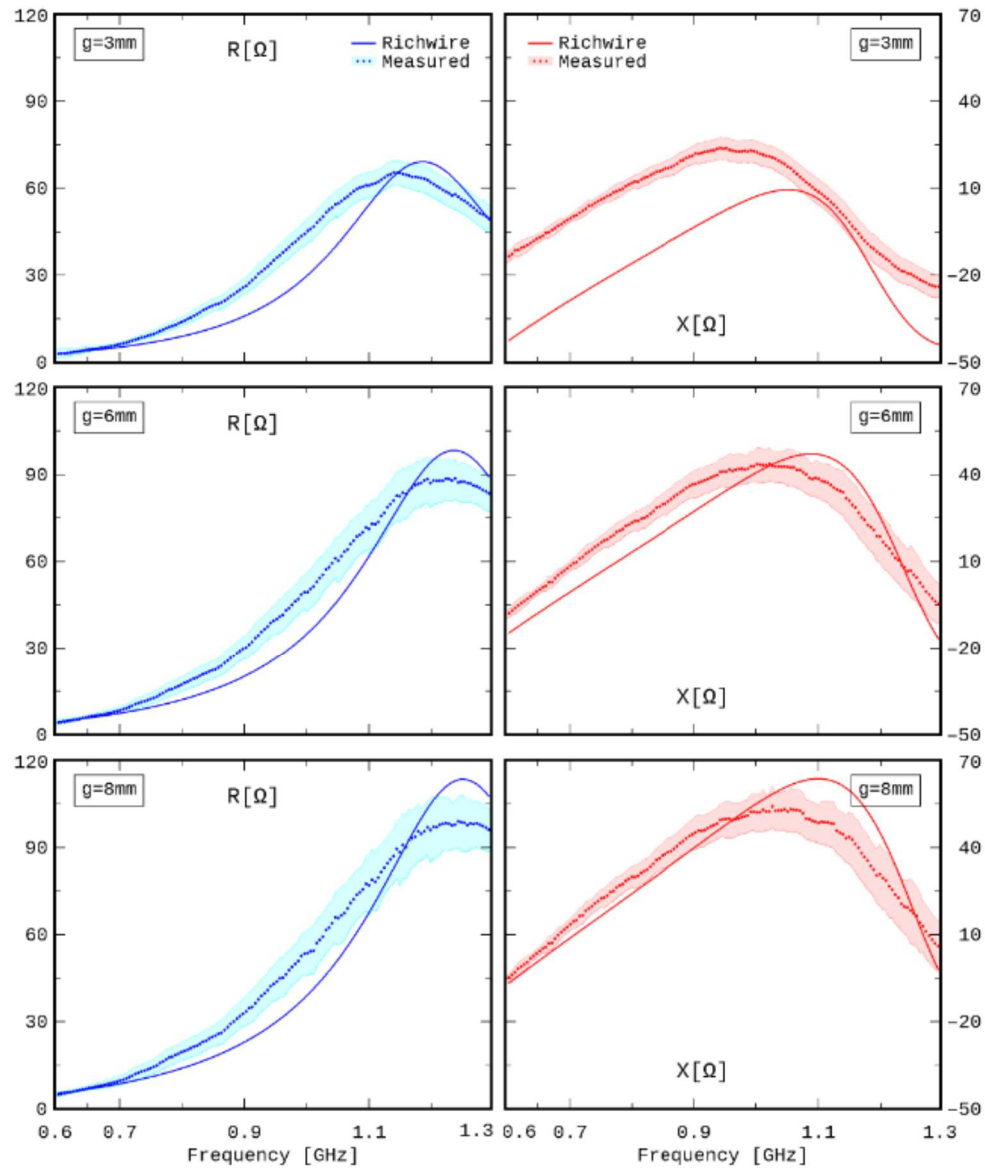 120 g=3mm R[Ω] Richwire Richwire g=3mm 70
Measured Measured
90 40
60 10
30 -20
X[Ω]
0 -50
120 g=6mm R[Ω] g=6mm 70
90 40
60 10
30 -20
X[Ω]
0 -50
120 g=8mm R[Ω] g=8mm 70
90 40
60 10
30 -20
X[Ω]
0 -50
0.6 0.7 0.9 1.1 1.3 0.6 0.7 0.9 1.1 1.3
Frequency [GHz] Frequency [GHz]